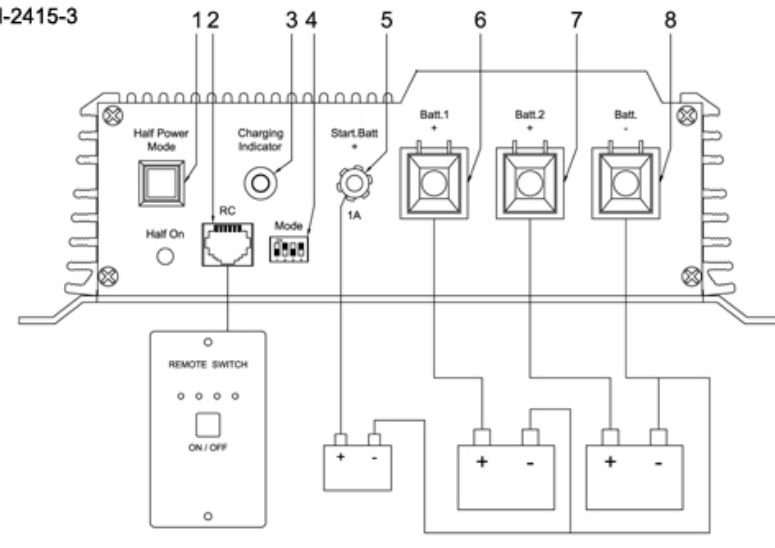 -2415-3
1 2 3 4 5 6 7 8
Half Power
Mode
Charging
Indicator
Start.Batt
+
Batt.1
+
Batt.2
+
Batt.
-
RC
1A
Mode
Half On
REMOTE SWITCH
ON / OFF
+ - + - + -